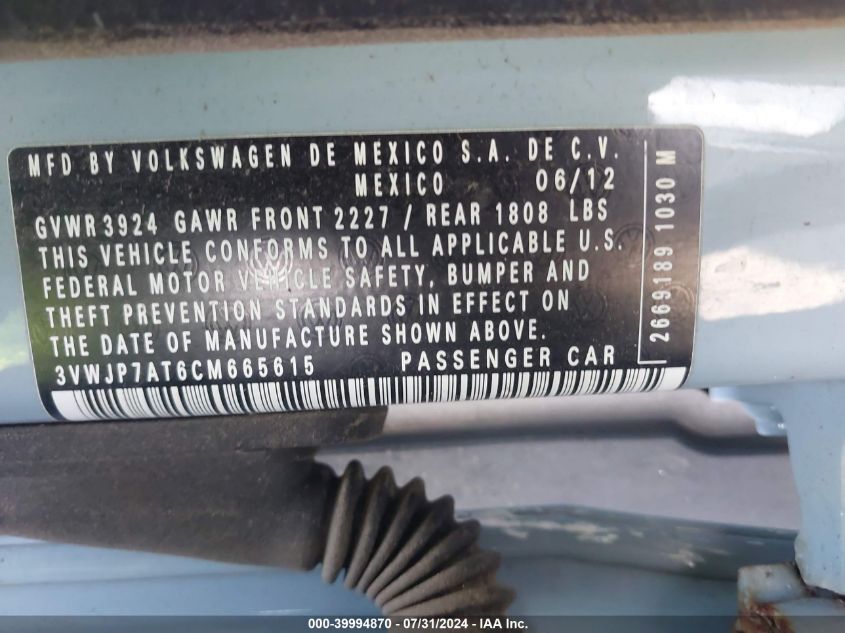 MFD BY VOLKSWAGEN DE MEXICO S.A. DE C.V.
MEXICO 06/12
GVWR 3924 GAWR FRONT 2227 / REAR 1808 LBS
THIS VEHICLE CONFORMS TO ALL APPLICABLE U.S.
FEDERAL MOTOR VEHICLE SAFETY, BUMPER AND
THEFT PREVENTION STANDARDS IN EFFECT ON
THE DATE OF MANUFACTURE SHOWN ABOVE.
3VWJP7AT6CM665615 PASSENGER CAR
2669189 1030 M
000-39994870 - 07/31/2024 - IAA Inc.